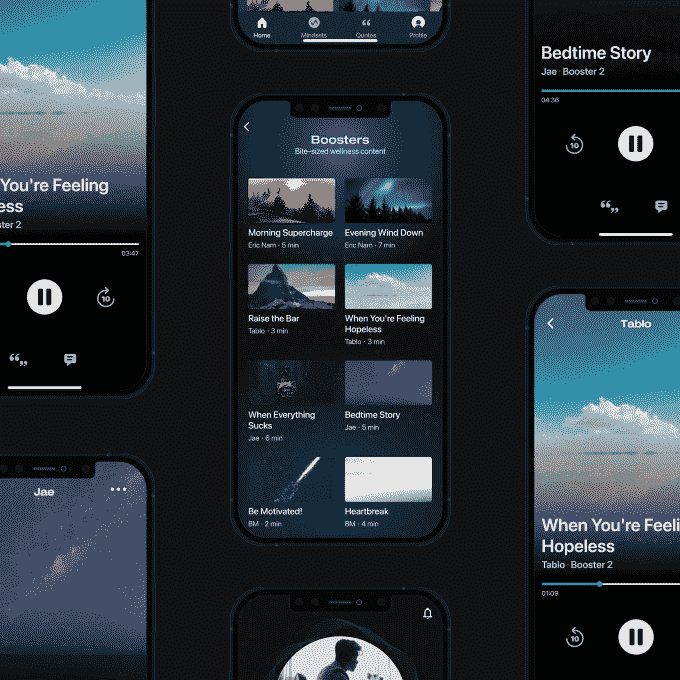 You're Feeling
ess
ster 2
03:47
10
Jae
Home
Mindsets
Quotes
Profile
Boosters
Bite-sized wellness content
Morning Supercharge
Eric Nam · 5 min
Evening Wind Down
Eric Nam · 7 min
Raise the Bar
Tablo · 3 min
When You're Feeling
Hopeless
Tablo · 3 min
When Everything
Sucks
Jae · 6 min
Bedtime Story
Jae · 5 min
Be Motivated!
BM · 2 min
Heartbreak
BM · 4 min
Bedtime Story
Jae · Booster 2
04:36
10
Tablo
When You're Feeli
Hopeless
Tablo · Booster 2
01:09
10